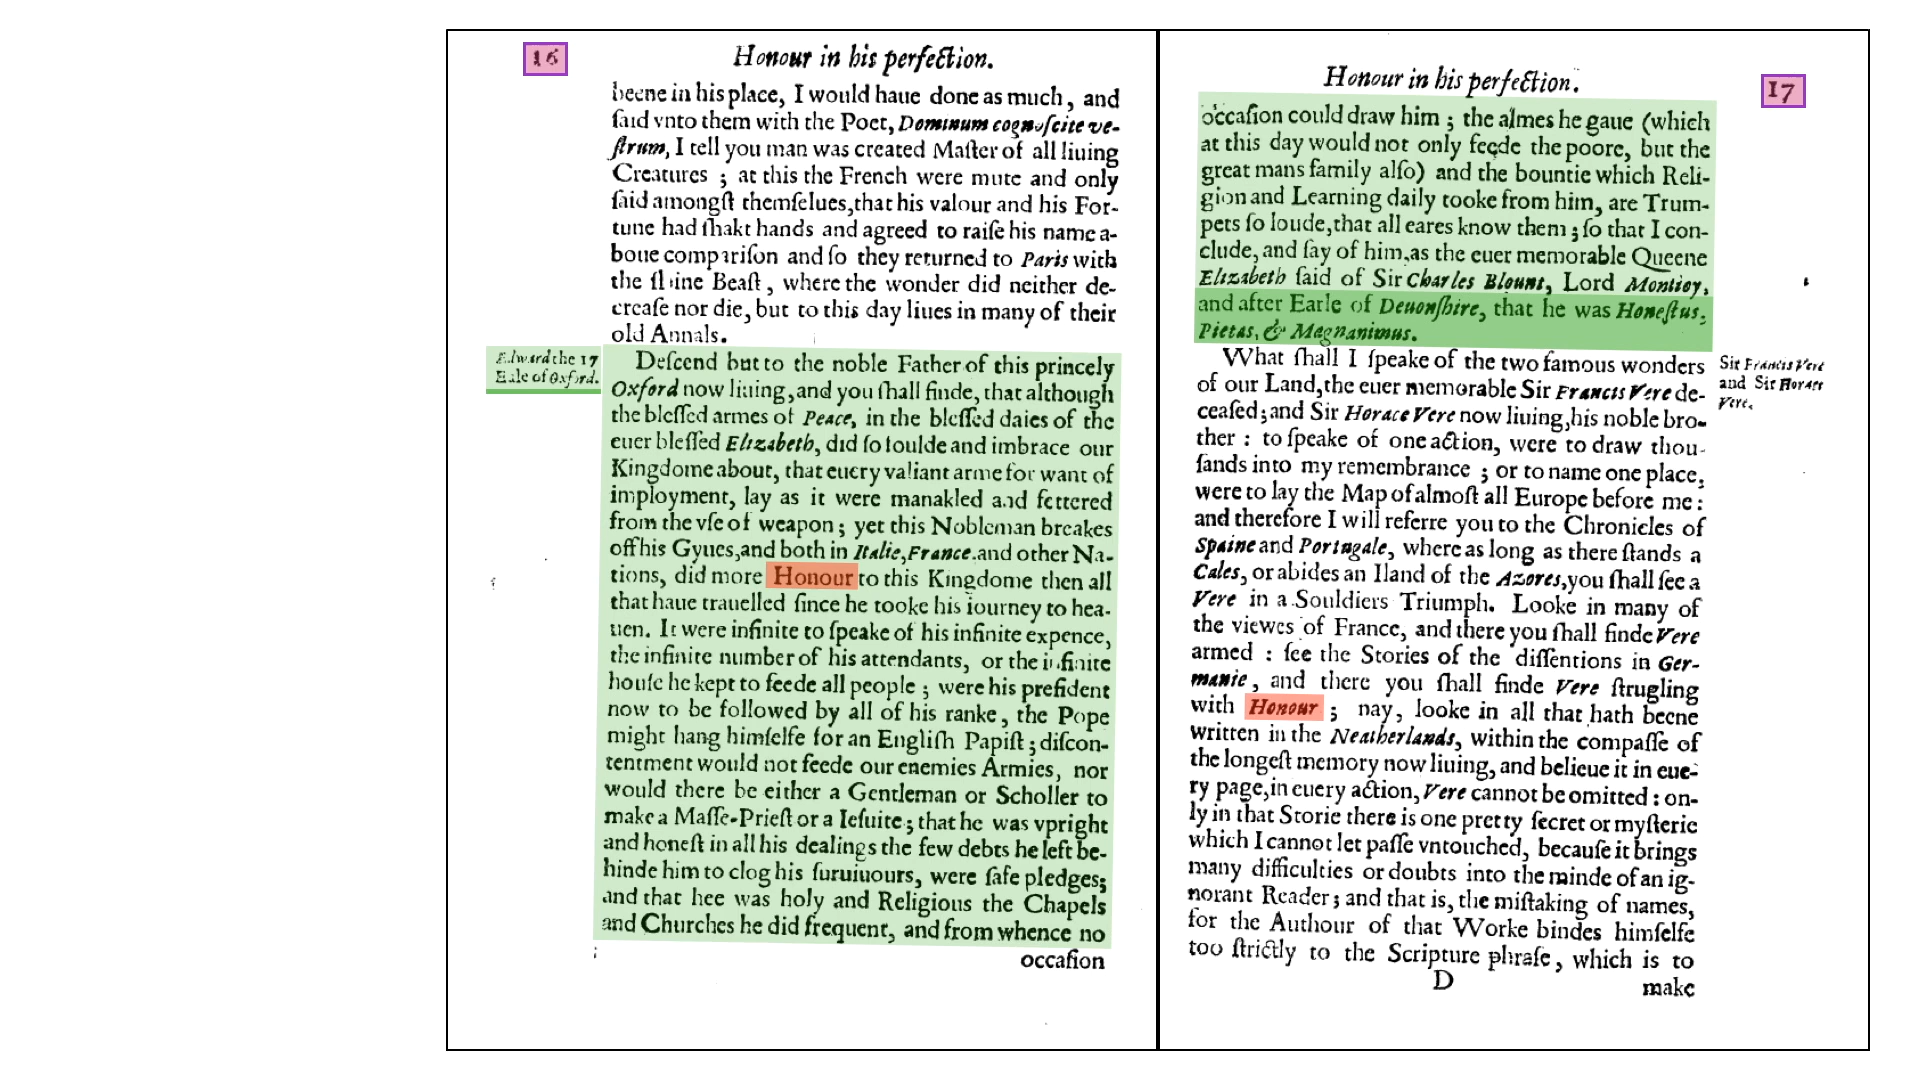 16
Honour in his perfection.
beene in his place, I would haue done as much, and
ſaid vnto them with the Poet, Dominum cognoſcite ve-
ſtrum, I tell you man was created Maſter of all liuing
Creatures ; at this the French were mute and only
ſaid amongſt themſelues, that his valour and his For-
tune had ſhakt hands and agreed to raiſe his name a-
boue compariſon and ſo they returned to Paris with
the ſlaine Beaſt, where the wonder did neither de-
creaſe nor die, but to this day liues in many of their
old Annals.
Edward the 17
Earle of Oxford.
Deſcend but to the noble Father of this princely
Oxford now liuing, and you ſhall finde, that although
the bleſſed armes of Peace, in the bleſſed daies of the
euer bleſſed Elizabeth, did ſo foulde and imbrace our
Kingdome about, that euery valiant arme for want of
imployment, lay as it were manakled and fettered
from the vſe of weapon ; yet this Nobleman breakes
off his Gyues, and both in Italie, France. and other Na-
tions, did more Honour to this Kingdome then all
that haue trauelled ſince he tooke his iourney to hea-
uen. It were infinite to ſpeake of his infinite expence,
the infinite number of his attendants, or the infinite
houſe he kept to feede all people ; were his preſident
now to be followed by all of his ranke, the Pope
might hang himſelfe for an Engliſh Papiſt ; diſcon-
tentment would not feede our enemies Armies, nor
would there be either a Gentleman or Scholler to
make a Maſſe-Prieſt or a Ieſuite ; that he was vpright
and honeſt in all his dealings the few debts he left be-
hinde him to clog his ſuruiuours, were ſafe pledges;
and that hee was holy and Religious the Chapels
and Churches he did frequent, and from whence no
occaſion
Honour in his perfection.
17
occaſion could draw him ; the almes he gaue (which
at this day would not only feede the poore, but the
great mans family alſo) and the bountie which Reli-
gion and Learning daily tooke from him, are Trum-
pets ſo loude, that all eares know them ; ſo that I con-
clude, and ſay of him, as the euer memorable Queene
Elizabeth ſaid of Sir Charles Blount, Lord Montioy,
and after Earle of Deuonſhire, that he was Honeſtus,
Pietas, & Magnanimus.
What ſhall I ſpeake of the two famous wonders
of our Land, the euer memorable Sir Francis Vere de-
ceaſed; and Sir Horace Vere now liuing, his noble bro-
ther : to ſpeake of one action, were to draw thou-
ſands into my remembrance ; or to name one place,
were to lay the Map of almoſt all Europe before me :
and therefore I will referre you to the Chronicles of
Spaine and Portugale, where as long as there ſtands a
Cales, or abides an Iland of the Azores, you ſhall ſee a
Vere in a Souldiers Triumph. Looke in many of
the viewes of France, and there you ſhall finde Vere
armed : ſee the Stories of the diſſentions in Ger-
manie, and there you ſhall finde Vere ſtrugling
with Honour ; nay, looke in all that hath beene
written in the Neatherlands, within the compaſſe of
the longeſt memory now liuing, and belieue it in eue-
ry page, in euery action, Vere cannot be omitted : on-
ly in that Storie there is one pretty ſecret or myſterie
which I cannot let paſſe vntouched, becauſe it brings
many difficulties or doubts into the minde of an ig-
norant Reader; and that is, the miſtaking of names,
for the Authour of that Worke bindes himſelfe
too ſtrictly to the Scripture phraſe, which is to
D
make
Sir Francis Vere
and Sir Horace
Vere.